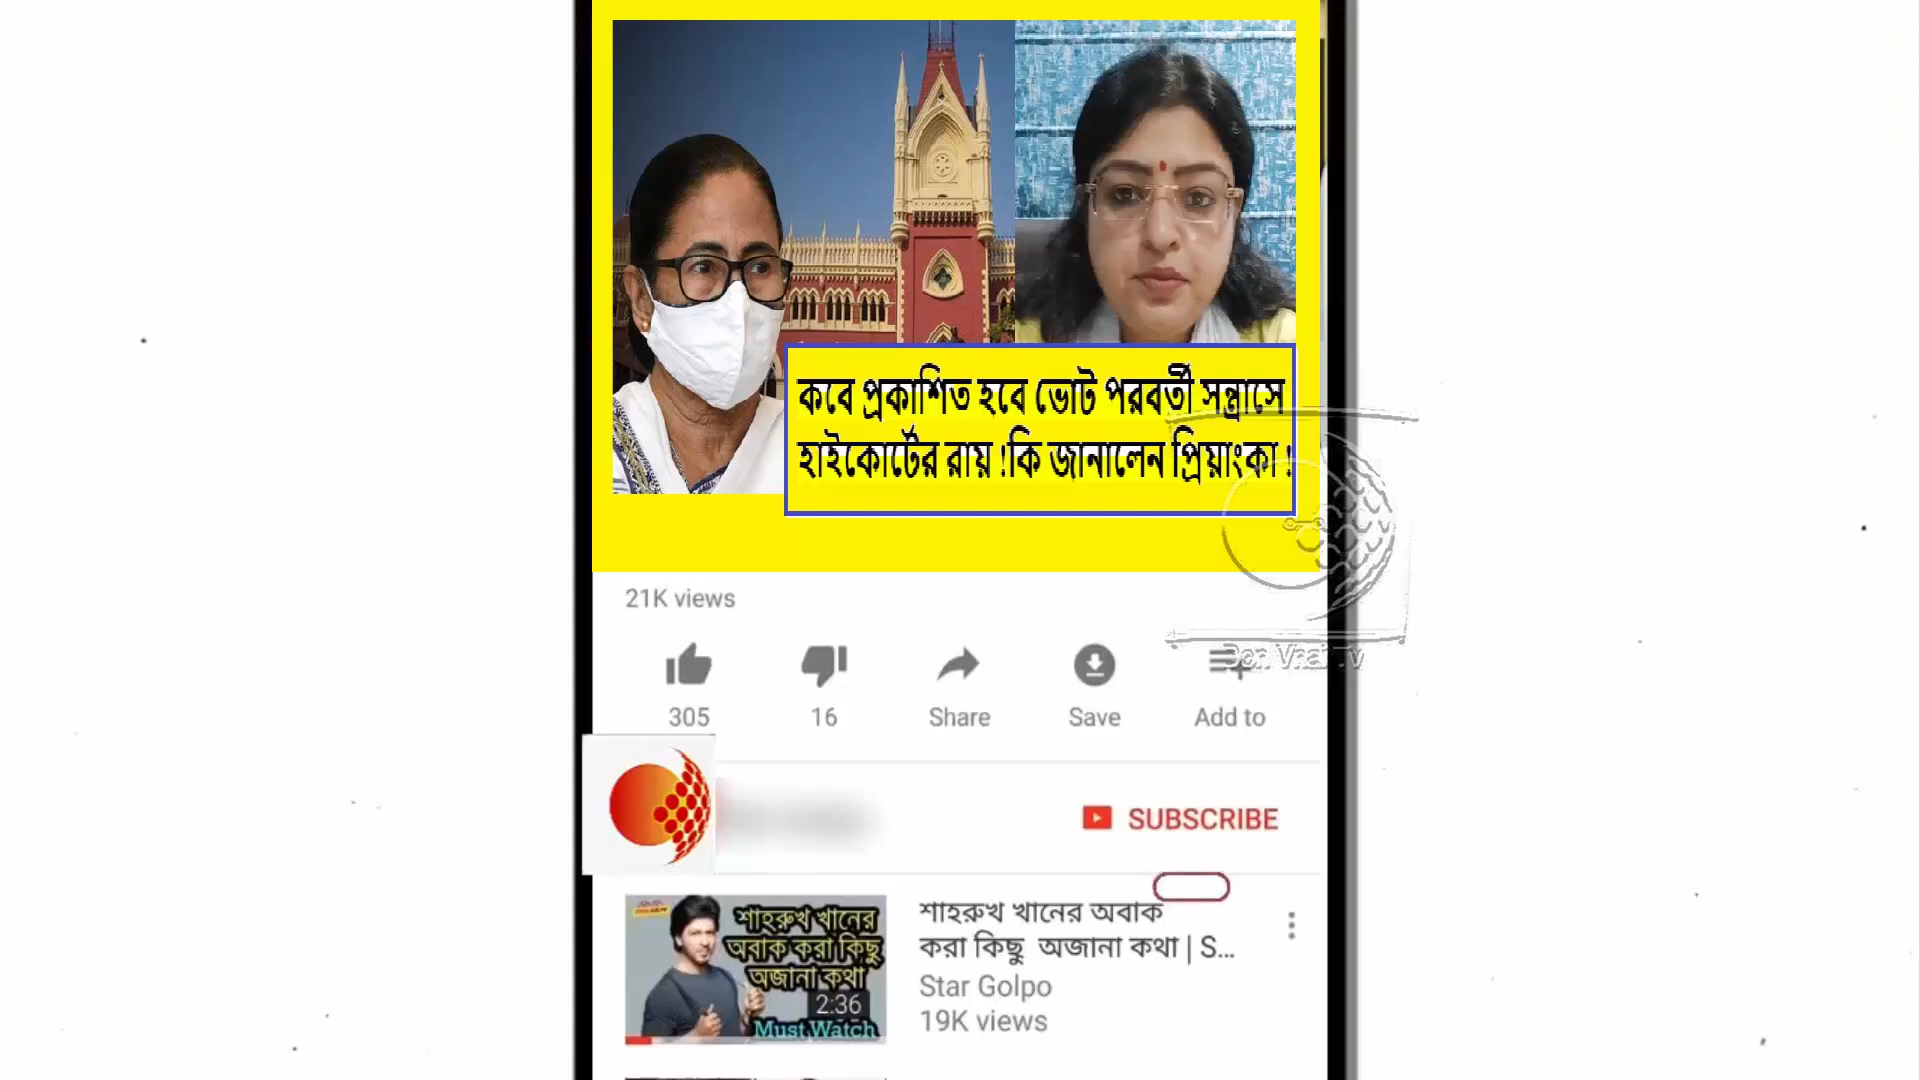 কবে প্রকাশিত হবে ভোট পরবর্তী সন্ত্রাসে
হাইকোর্টের রায় !কি জানালেন প্রিয়াংকা !
21K views
305
16
Share
Save
Add to
SUBSCRIBE
শাহরুখ খানের
অবাক করা কিছু
অজানা কথা
2:36
Must Watch
শাহরুখ খানের অবাক
করা কিছু অজানা কথা | S...
Star Golpo
19K views